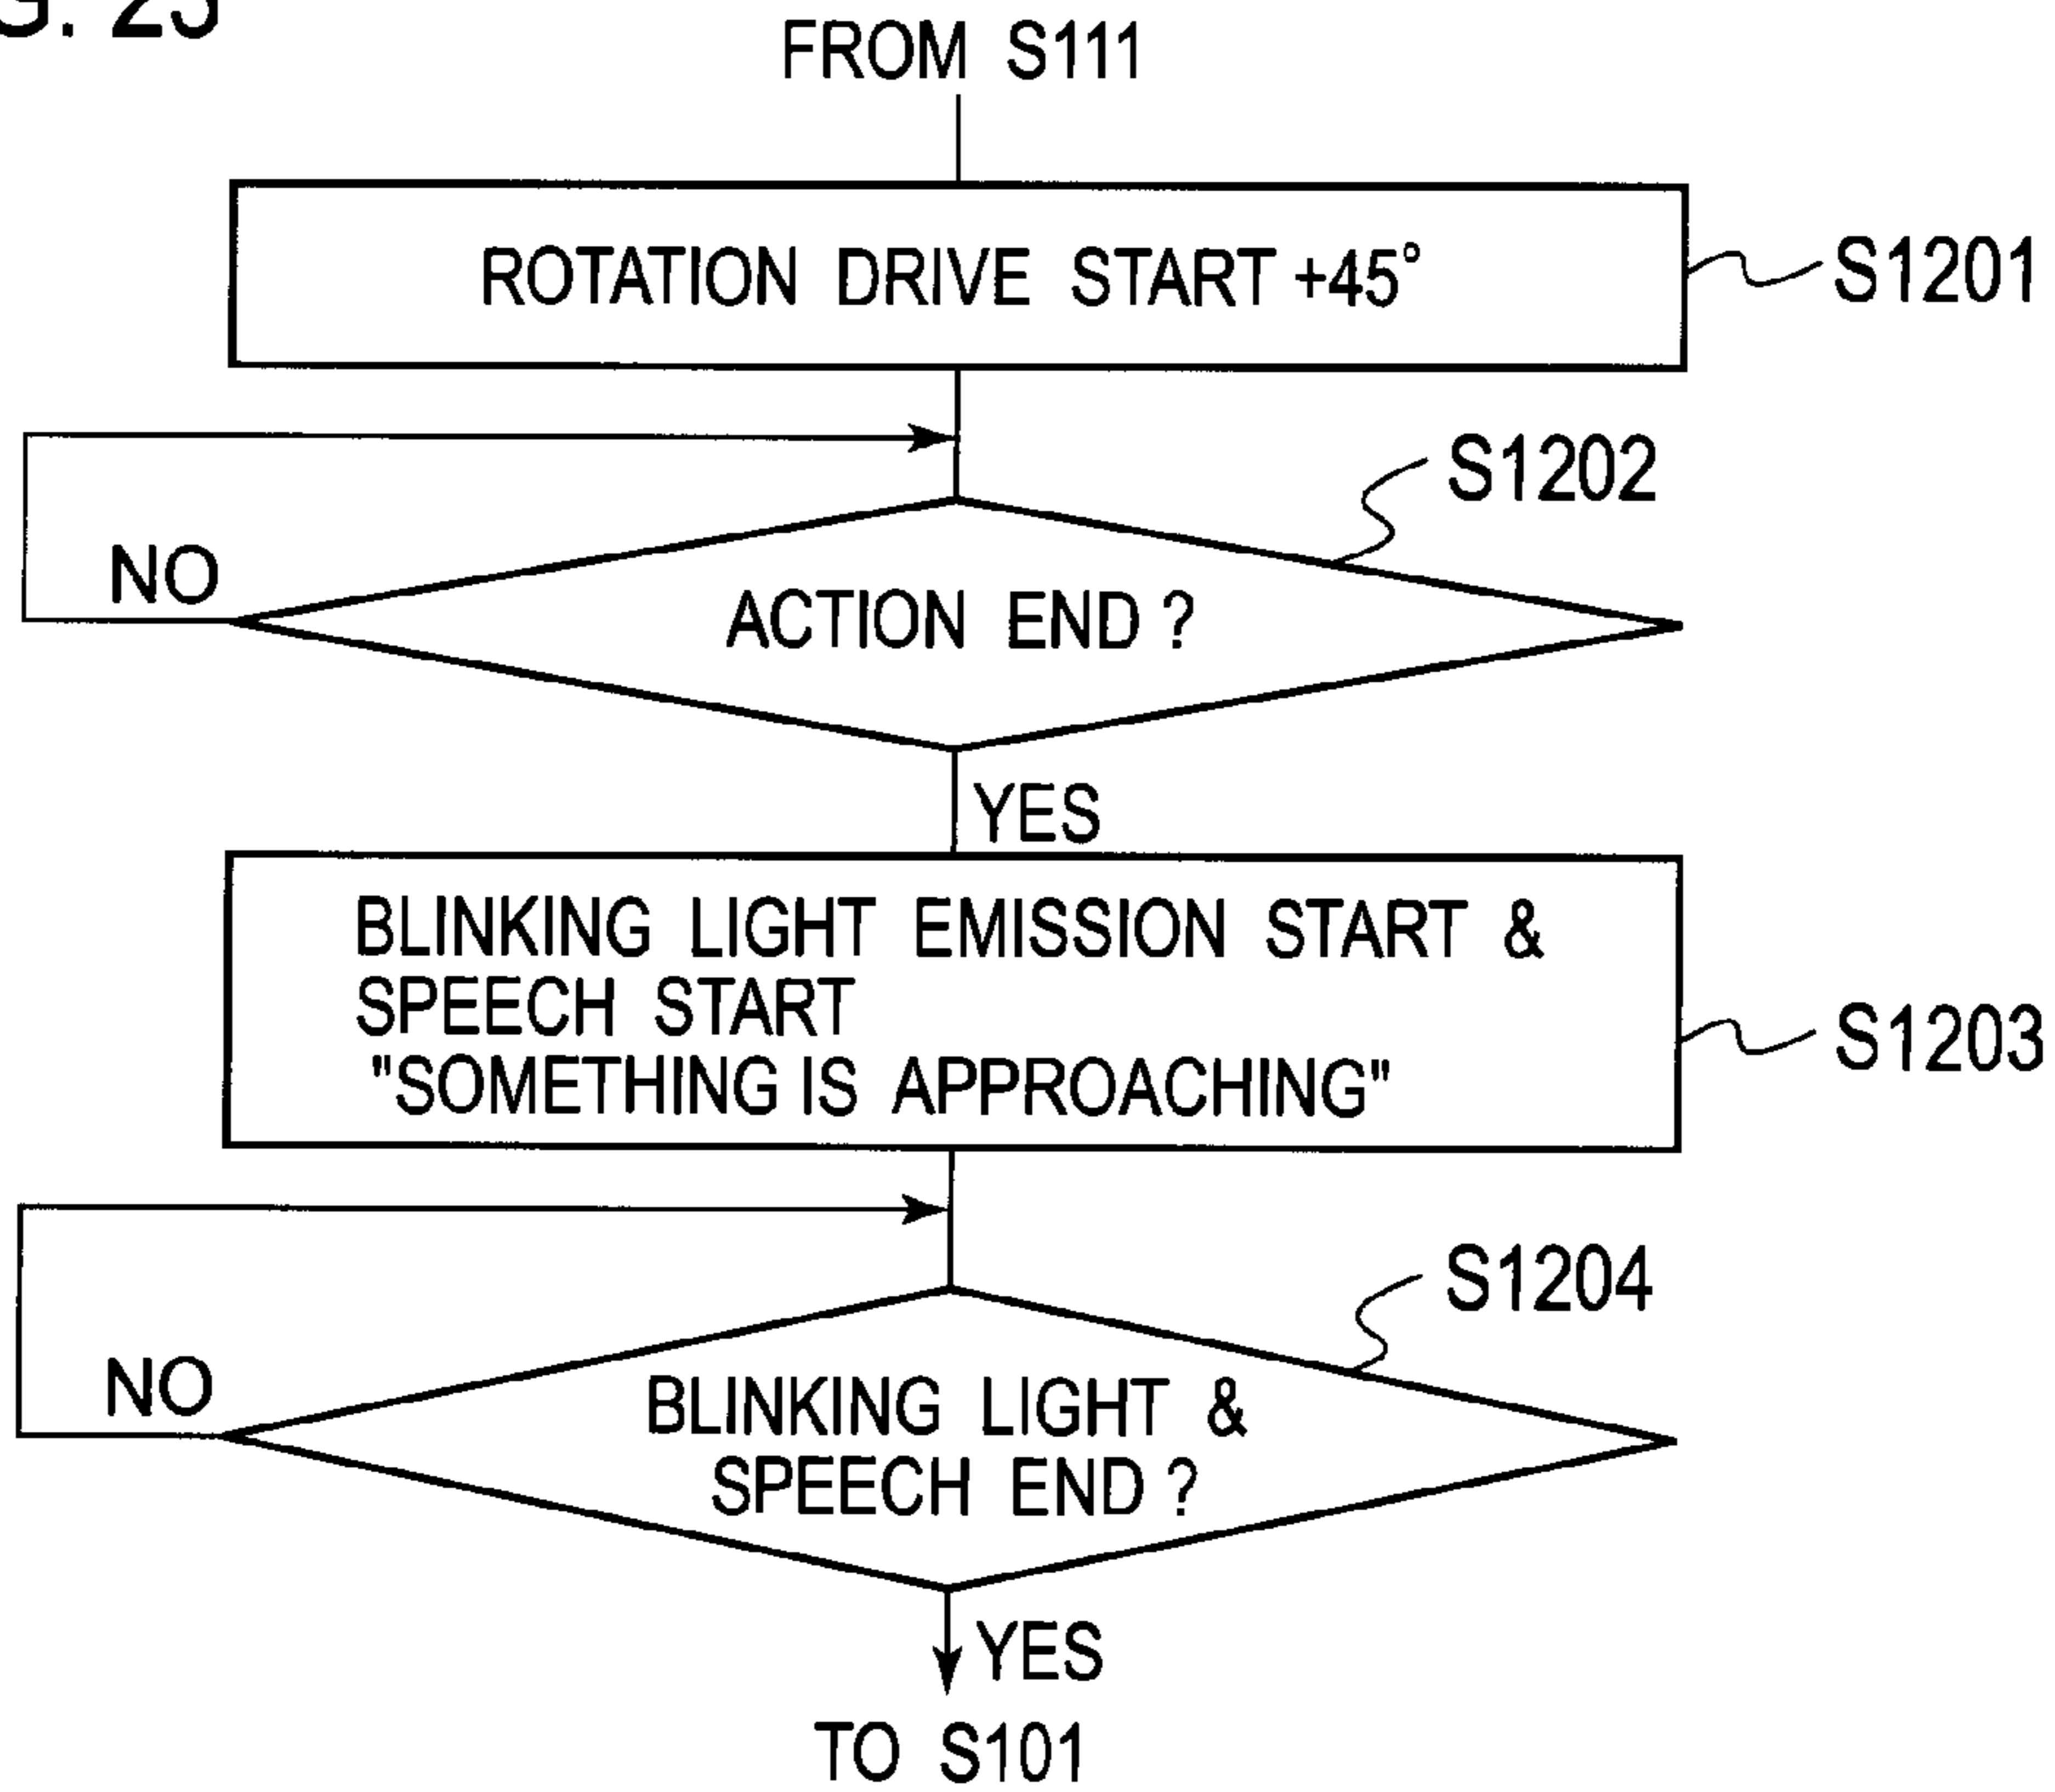 FROM S111
ROTATION DRIVE START +45°
S1201
S1202
NO
ACTION END ?
YES
BLINKING LIGHT EMISSION START &
SPEECH START
"SOMETHING IS APPROACHING"
S1203
S1204
NO
BLINKING LIGHT &
SPEECH END ?
YES
TO S101